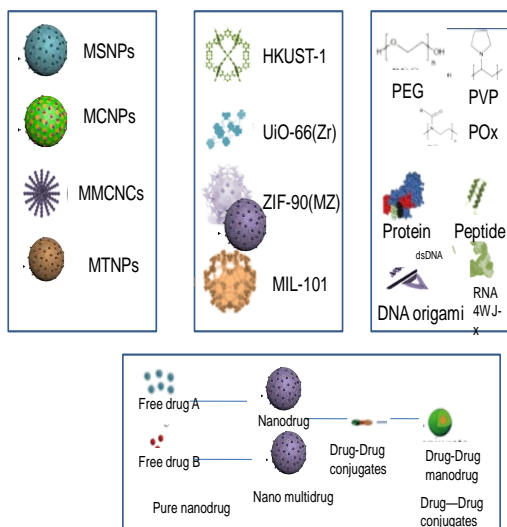 MSNPs
MCNPs
MMCNCs
MTNPs
HKUST-1
UiO-66(Zr)
ZIF-90(MZ)
MIL-101
H
O
OH
n
PEG
PVP
POx
Protein
Peptide
dsDNA
DNA origami
RNA
4WJ-
x
Free drug A
Free drug B
Pure nanodrug
Nanodrug
Nano multidrug
Drug-Drug
conjugates
Drug-Drug
manodrug
Drug—Drug
conjugates